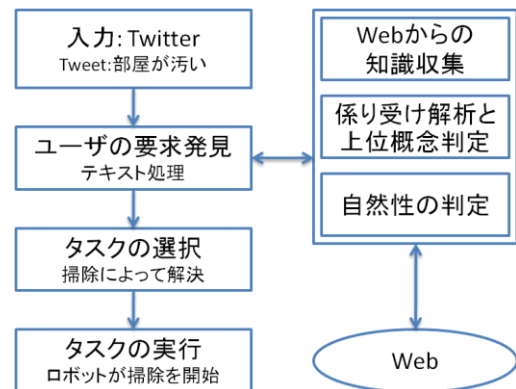 入力: Twitter
Tweet:部屋が汚い
ユーザの要求発見
テキスト処理
タスクの選択
掃除によって解決
タスクの実行
ロボットが掃除を開始
Webからの
知識収集
係り受け解析と
上位概念判定
自然性の判定
Web